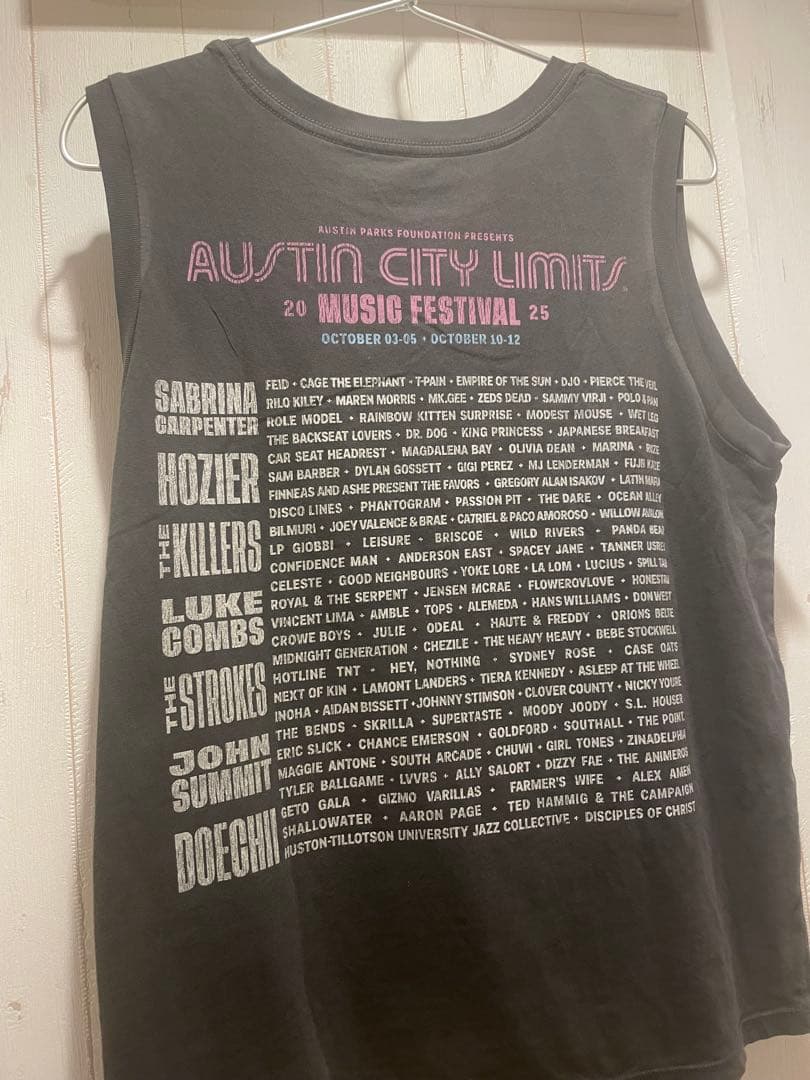 AUSTIN PARKS FOUNDATION PRESENTS
AUSTIN CITY LIMITS
20 MUSIC FESTIVAL 25
OCTOBER 03-05 • OCTOBER 10-12
SABRINA
CARPENTER
HOZIER
THE KILLERS
LUKE
COMBS
THE STROKES
JOHN
SUMMIT
DOECHII
FEID • CAGE THE ELEPHANT • T-PAIN • EMPIRE OF THE SUN • DJO • PIERCE THE VEIL
RILO KILEY • MAREN MORRIS • MK.GEE • ZEDS DEAD • SAMMY VIRJI • POLO & PAN
ROLE MODEL • RAINBOW KITTEN SURPRISE • MODEST MOUSE • WET LEG
THE BACKSEAT LOVERS • DR. DOG • KING PRINCESS • JAPANESE BREAKFAST
CAR SEAT HEADREST • MAGDALENA BAY • OLIVIA DEAN • MARINA • RIZE
SAM BARBER • DYLAN GOSSETT • GIGI PEREZ • MJ LENDERMAN • FUJII KAZE
FINNEAS AND ASHE PRESENT THE FAVORS • GREGORY ALAN ISAKOV • LATIN MAFIA
DISCO LINES • PHANTOGRAM • PASSION PIT • THE DARE • OCEAN ALLEY
BILMURI • JOEY VALENCE & BRAE • CA7RIEL & PACO AMOROSO • WILLOW AVALON
LP GIOBBI • LEISURE • BRISCOE • WILD RIVERS • PANDA BEAR
CONFIDENCE MAN • ANDERSON EAST • SPACEY JANE • TANNER USREY
CELESTE • GOOD NEIGHBOURS • YOKE LORE • LA LOM • LUCIUS • SPILL TAB
ROYAL & THE SERPENT • JENSEN MCRAE • FLOWEROVLOVE • HONESTAV
VINCENT LIMA • AMBLE • TOPS • ALEMEDA • HANS WILLIAMS • DON WEST
CROWE BOYS • JULIE • ODEAL • HAUTE & FREDDY • ORIONS BELTE
MIDNIGHT GENERATION • CHEZILE • THE HEAVY HEAVY • BEBE STOCKWELL
HOTLINE TNT • HEY, NOTHING • SYDNEY ROSE • CASE OATS
NEXT OF KIN • LAMONT LANDERS • TIERA KENNEDY • ASLEEP AT THE WHEEL
INOHA • AIDAN BISSETT • JOHNNY STIMSON • CLOVER COUNTY • NICKY YOURE
THE BENDS • SKRILLA • SUPERTASTE • MOODY JOODY • S.L. HOUSER
ERIC SLICK • CHANCE EMERSON • GOLDFORD • SOUTHALL • THE POINT.
MAGGIE ANTONE • SOUTH ARCADE • CHUWI • GIRL TONES • ZINADELPHIA
TYLER BALLGAME • LVVRS • ALLY SALORT • DIZZY FAE • THE ANIMEROS
GETO GALA • GIZMO VARILLAS • FARMER'S WIFE • ALEX AMEN
SHALLOWATER • AARON PAGE • TED HAMMIG & THE CAMPAIGN
HUSTON-TILLOTSON UNIVERSITY JAZZ COLLECTIVE • DISCIPLES OF CHRIST